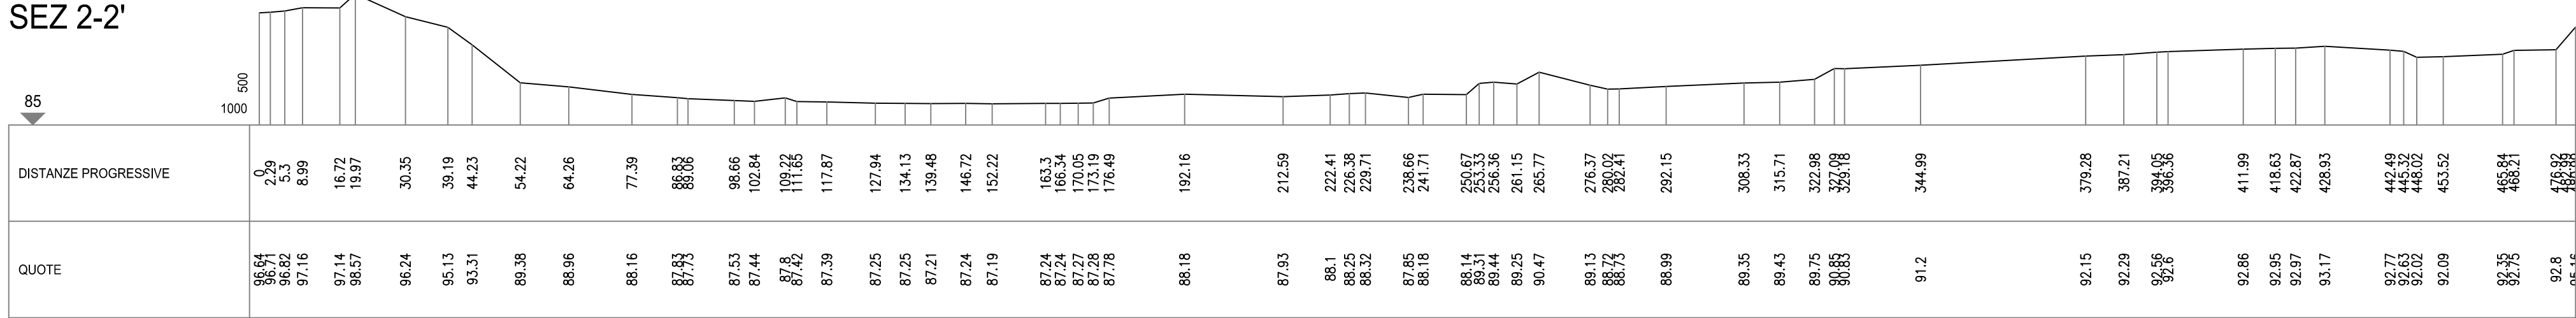 SEZ 2-2'
500
1000
85
DISTANZE PROGRESSIVE 0 2.29 5.3 8.99 16.72 19.97 30.35 39.19 44.23 54.22 64.26 77.39 86.83 89.06 98.66 102.84 109.22 111.65 117.87 127.94 134.13 139.48 146.72 152.22 163.3 166.34 170.05 173.19 176.49 192.16 212.59 222.41 226.38 229.71 238.66 241.71 250.67 253.33 256.36 261.15 265.77 276.37 280.02 282.41 292.15 308.33 315.71 322.98 327.09 329.18 344.99 379.28 387.21 394.05 396.36 411.99 418.63 422.87 428.93 442.49 445.32 448.02 453.52 465.84 468.21 476.92
QUOTE 96.64 96.71 96.82 97.16 97.14 98.57 96.24 95.13 93.31 89.38 88.96 88.16 87.83 87.73 87.53 87.44 87.8 87.42 87.39 87.25 87.25 87.21 87.24 87.19 87.24 87.24 87.27 87.28 87.78 88.18 87.93 88.1 88.25 88.32 87.85 88.18 88.14 89.31 89.44 89.25 90.47 89.13 88.72 88.73 88.99 89.35 89.43 89.75 90.85 90.83 91.2 92.15 92.29 92.56 92.6 92.86 92.95 92.97 93.17 92.77 92.63 92.02 92.09 92.35 92.75 92.8